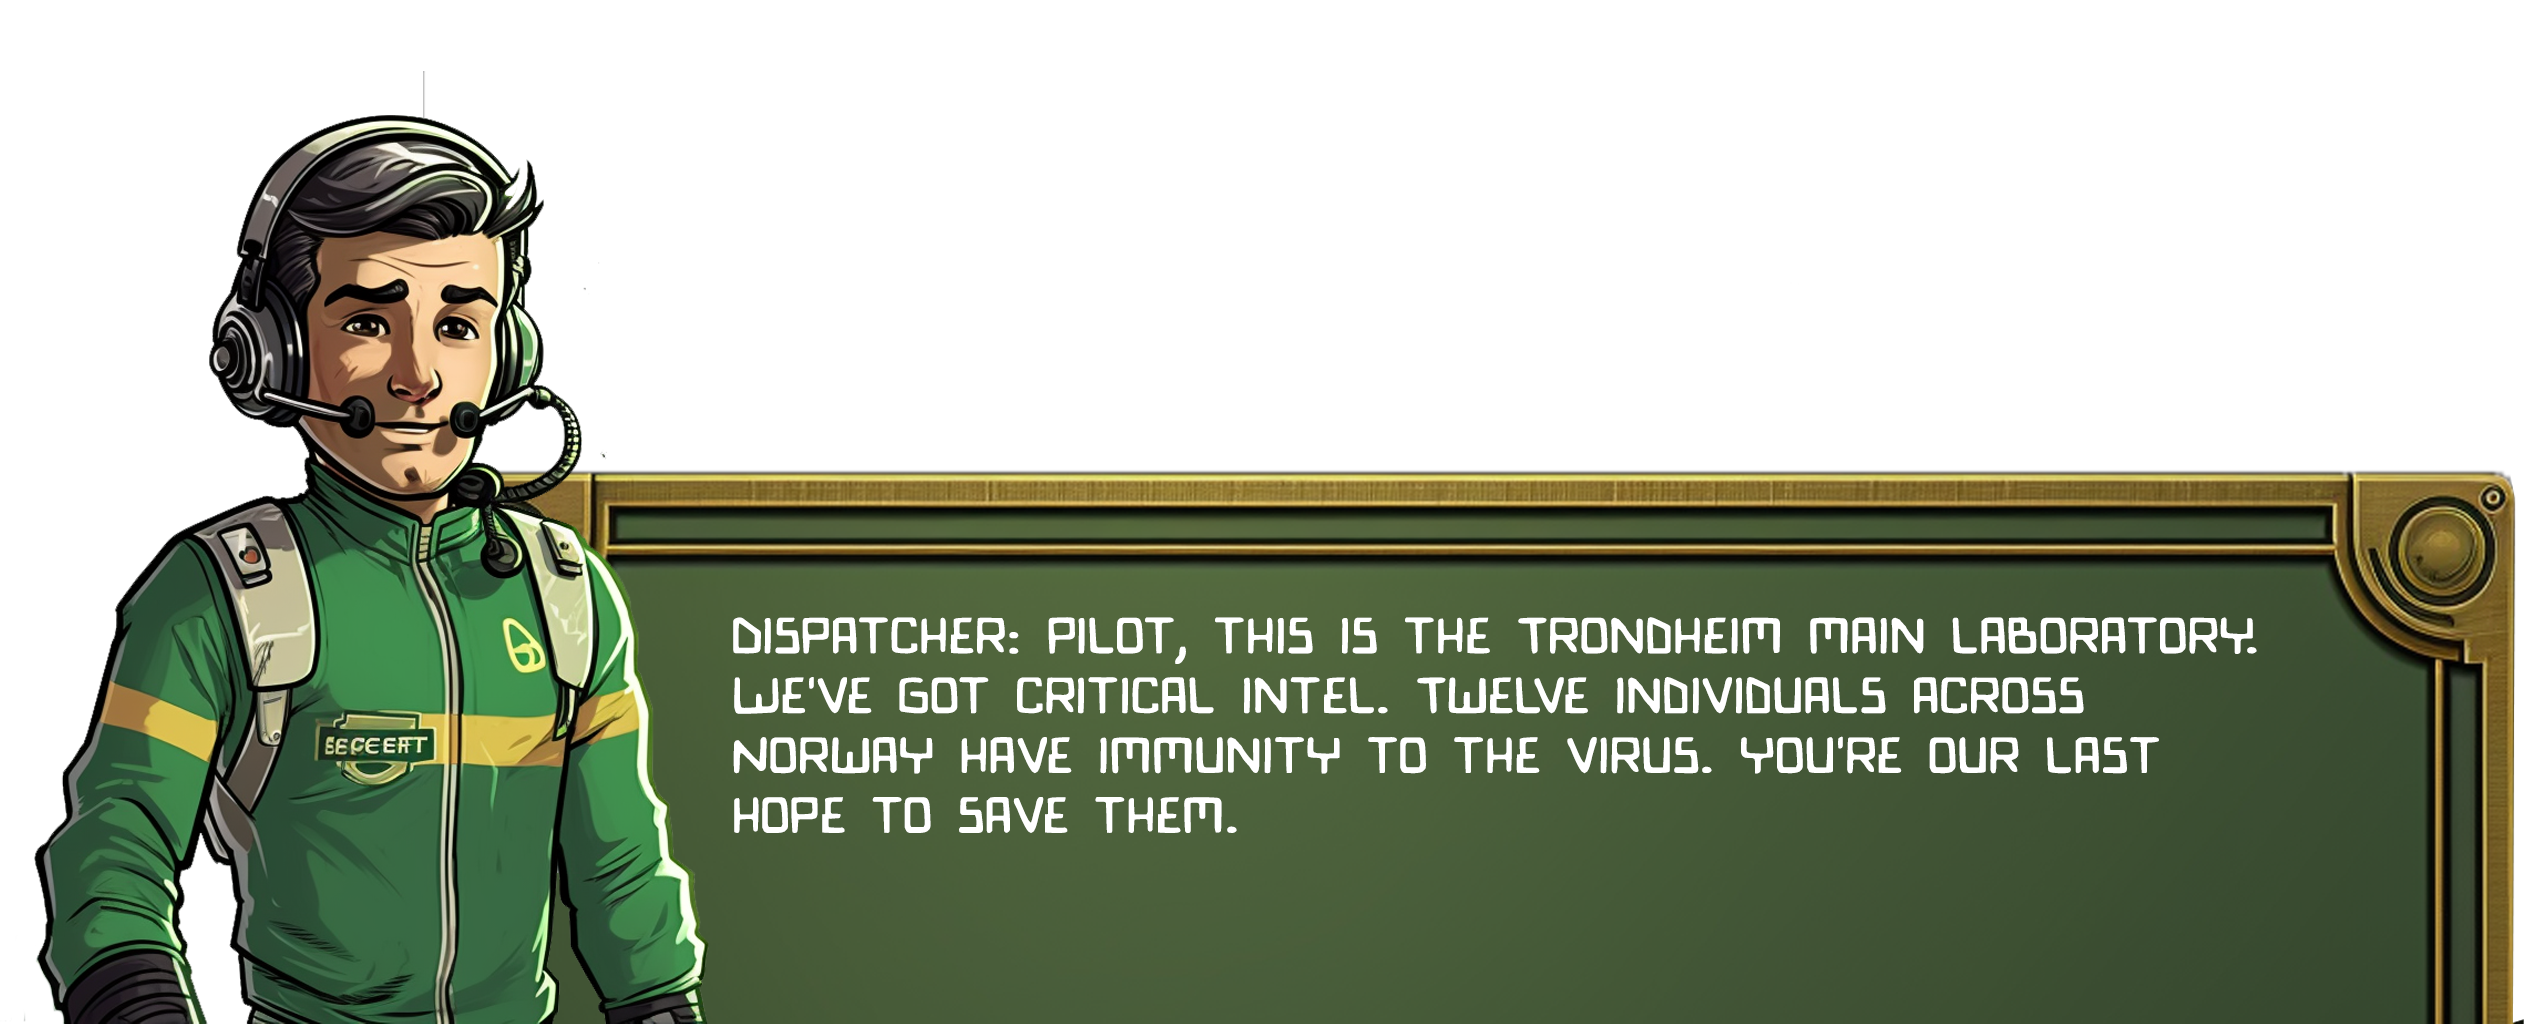 DISPATCHER: PILOT, THIS IS THE TRONDHEIM MAIN LABORATORY.
WE'VE GOT CRITICAL INTEL. TWELVE INDIVIDUALS ACROSS
NORWAY HAVE IMMUNITY TO THE VIRUS. YOU'RE OUR LAST
HOPE TO SAVE THEM.